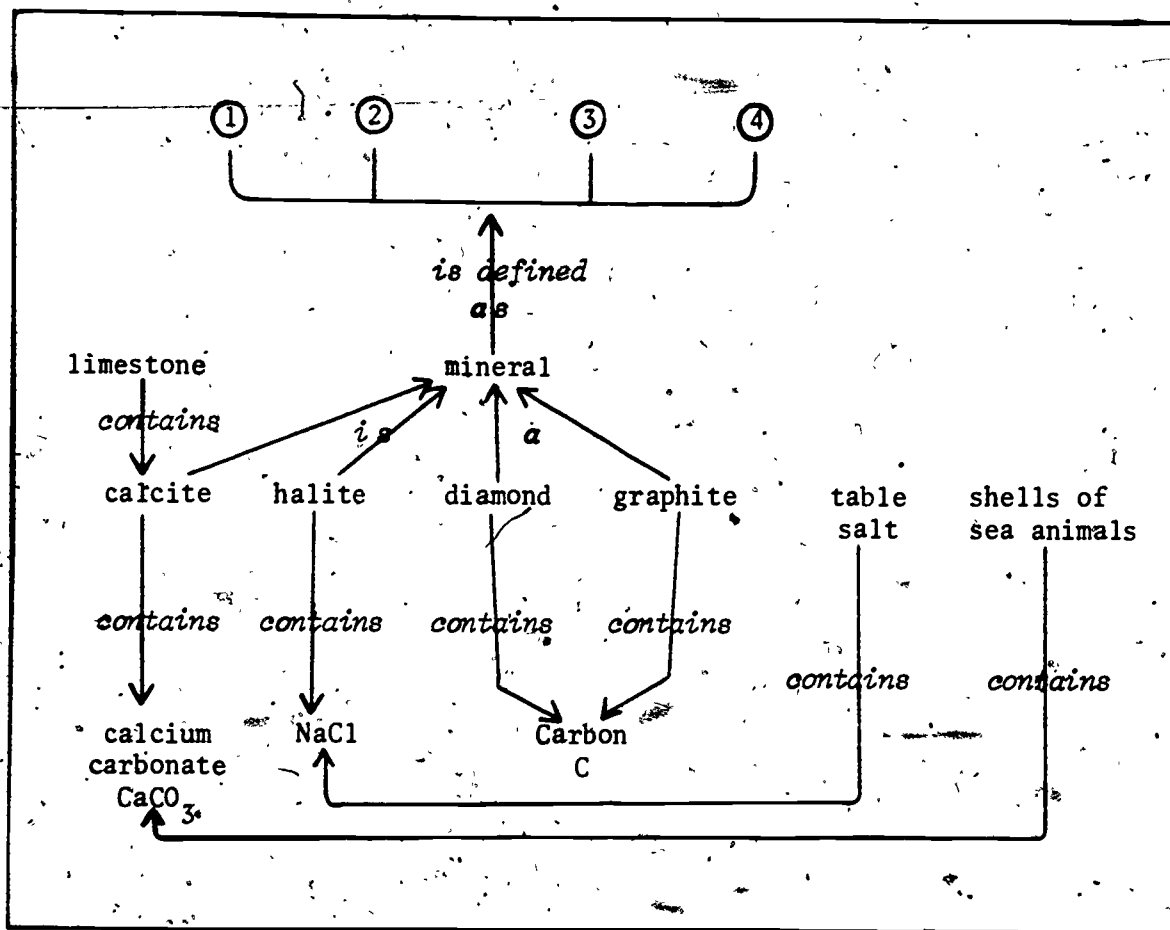 1 2 3 4
is defined
as
limestone mineral
contains
is a
calcite halite diamond graphite table shells of
salt sea animals
contains contains contains contains
contains contains
calcium NaCl Carbon
carbonate C
CaCO3